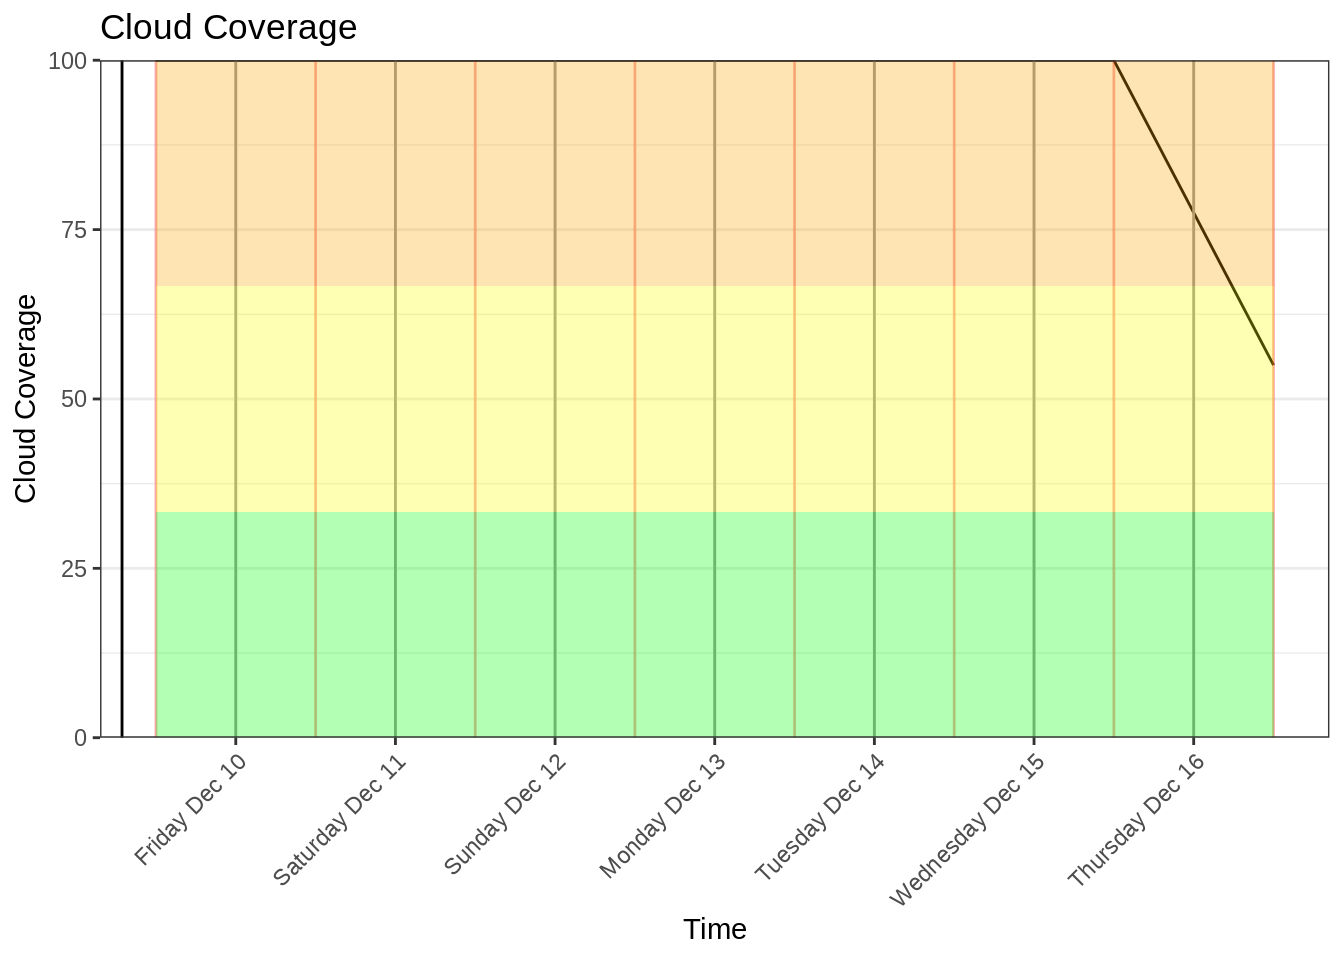 Cloud Coverage
100
75
50
25
0
Cloud Coverage
Friday Dec 10
Saturday Dec 11
Sunday Dec 12
Monday Dec 13
Tuesday Dec 14
Wednesday Dec 15
Thursday Dec 16
Time